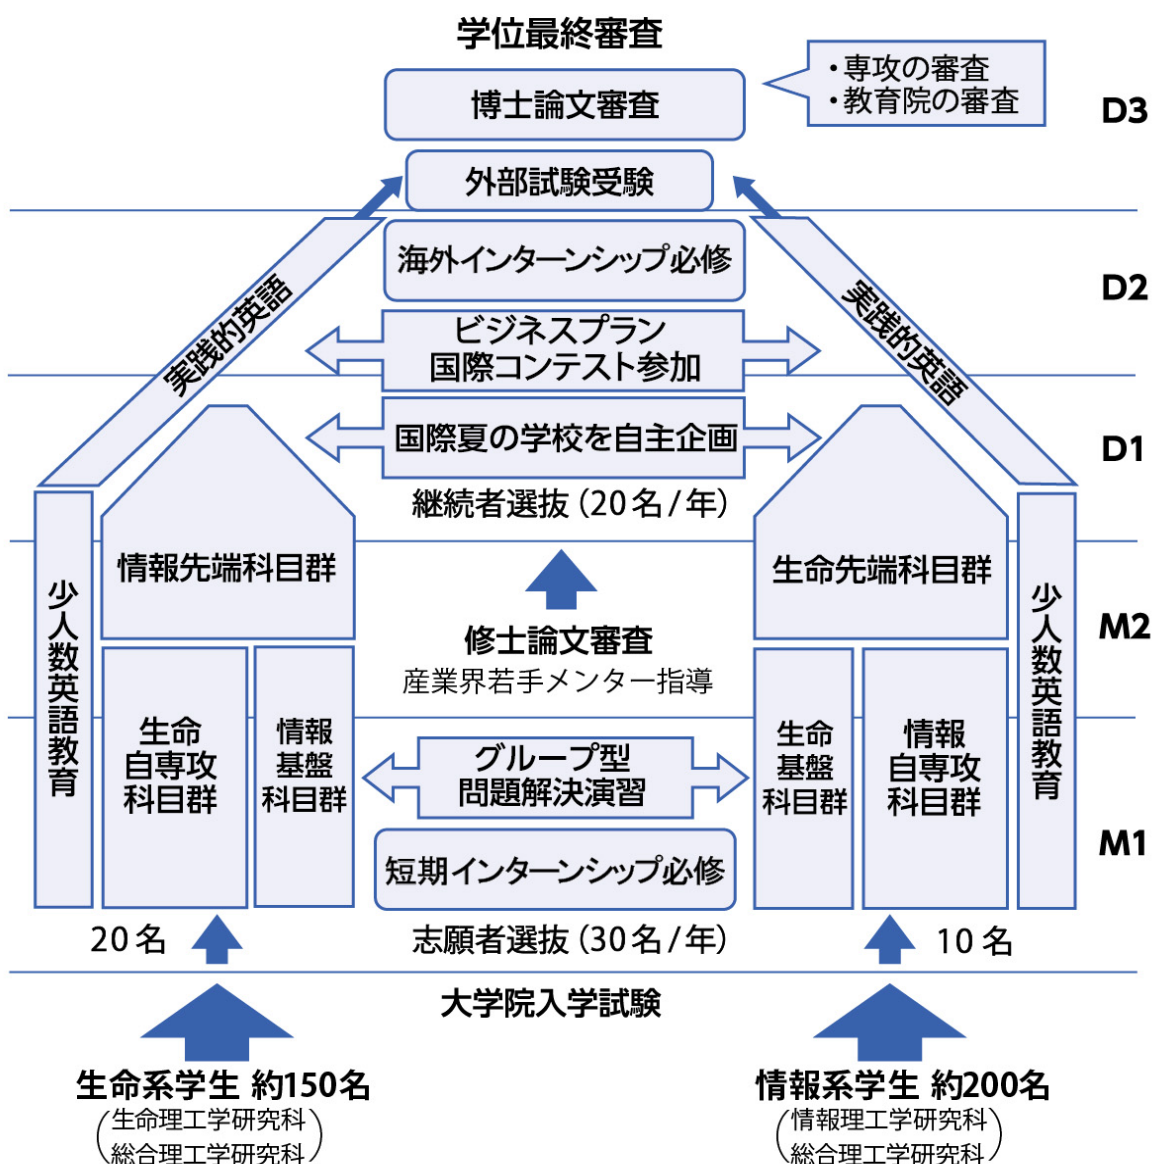 学位最終審査
博士論文審査
・専攻の審査
・教育院の審査
D3
外部試験受験
海外インターンシップ必修
D2
実践的英語
実践的英語
ビジネスプラン
国際コンテスト参加
国際夏の学校を自主企画
D1
継続者選抜（20名/年）
情報先端科目群
生命先端科目群
少人数英語教育
少人数英語教育
修士論文審査
産業界若手メンター指導
M2
生命
自専攻
科目群
情報
基盤
科目群
グループ型
問題解決演習
生命
基盤
科目群
情報
自専攻
科目群
短期インターンシップ必修
M1
20名
志願者選抜（30名/年）
10名
大学院入学試験
生命系学生 約150名
（生命理工学研究科
総合理工学研究科）
情報系学生 約200名
（情報理工学研究科
総合理工学研究科）